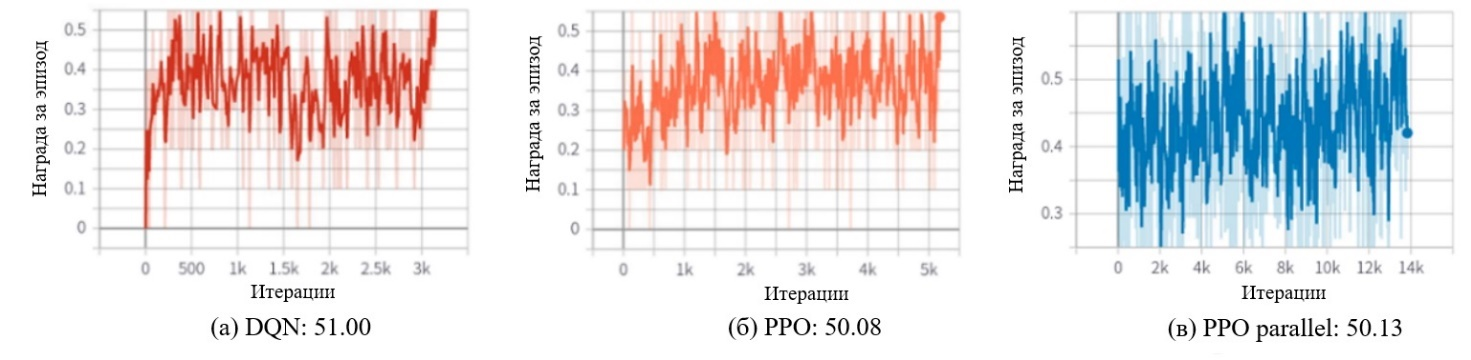 Награда за эпизод
0.5
0.4
0.3
0.2
0.1
0
0 500 1k 1.5k 2k 2.5k 3k
Итерации
(а) DQN: 51.00
Награда за эпизод
0.5
0.4
0.3
0.2
0.1
0
0 1k 2k 3k 4k 5k
Итерации
(б) PPO: 50.08
Награда за эпизод
0.5
0.4
0.3
0 2k 4k 6k 8k 10k 12k 14k
Итерации
(в) PPO parallel: 50.13